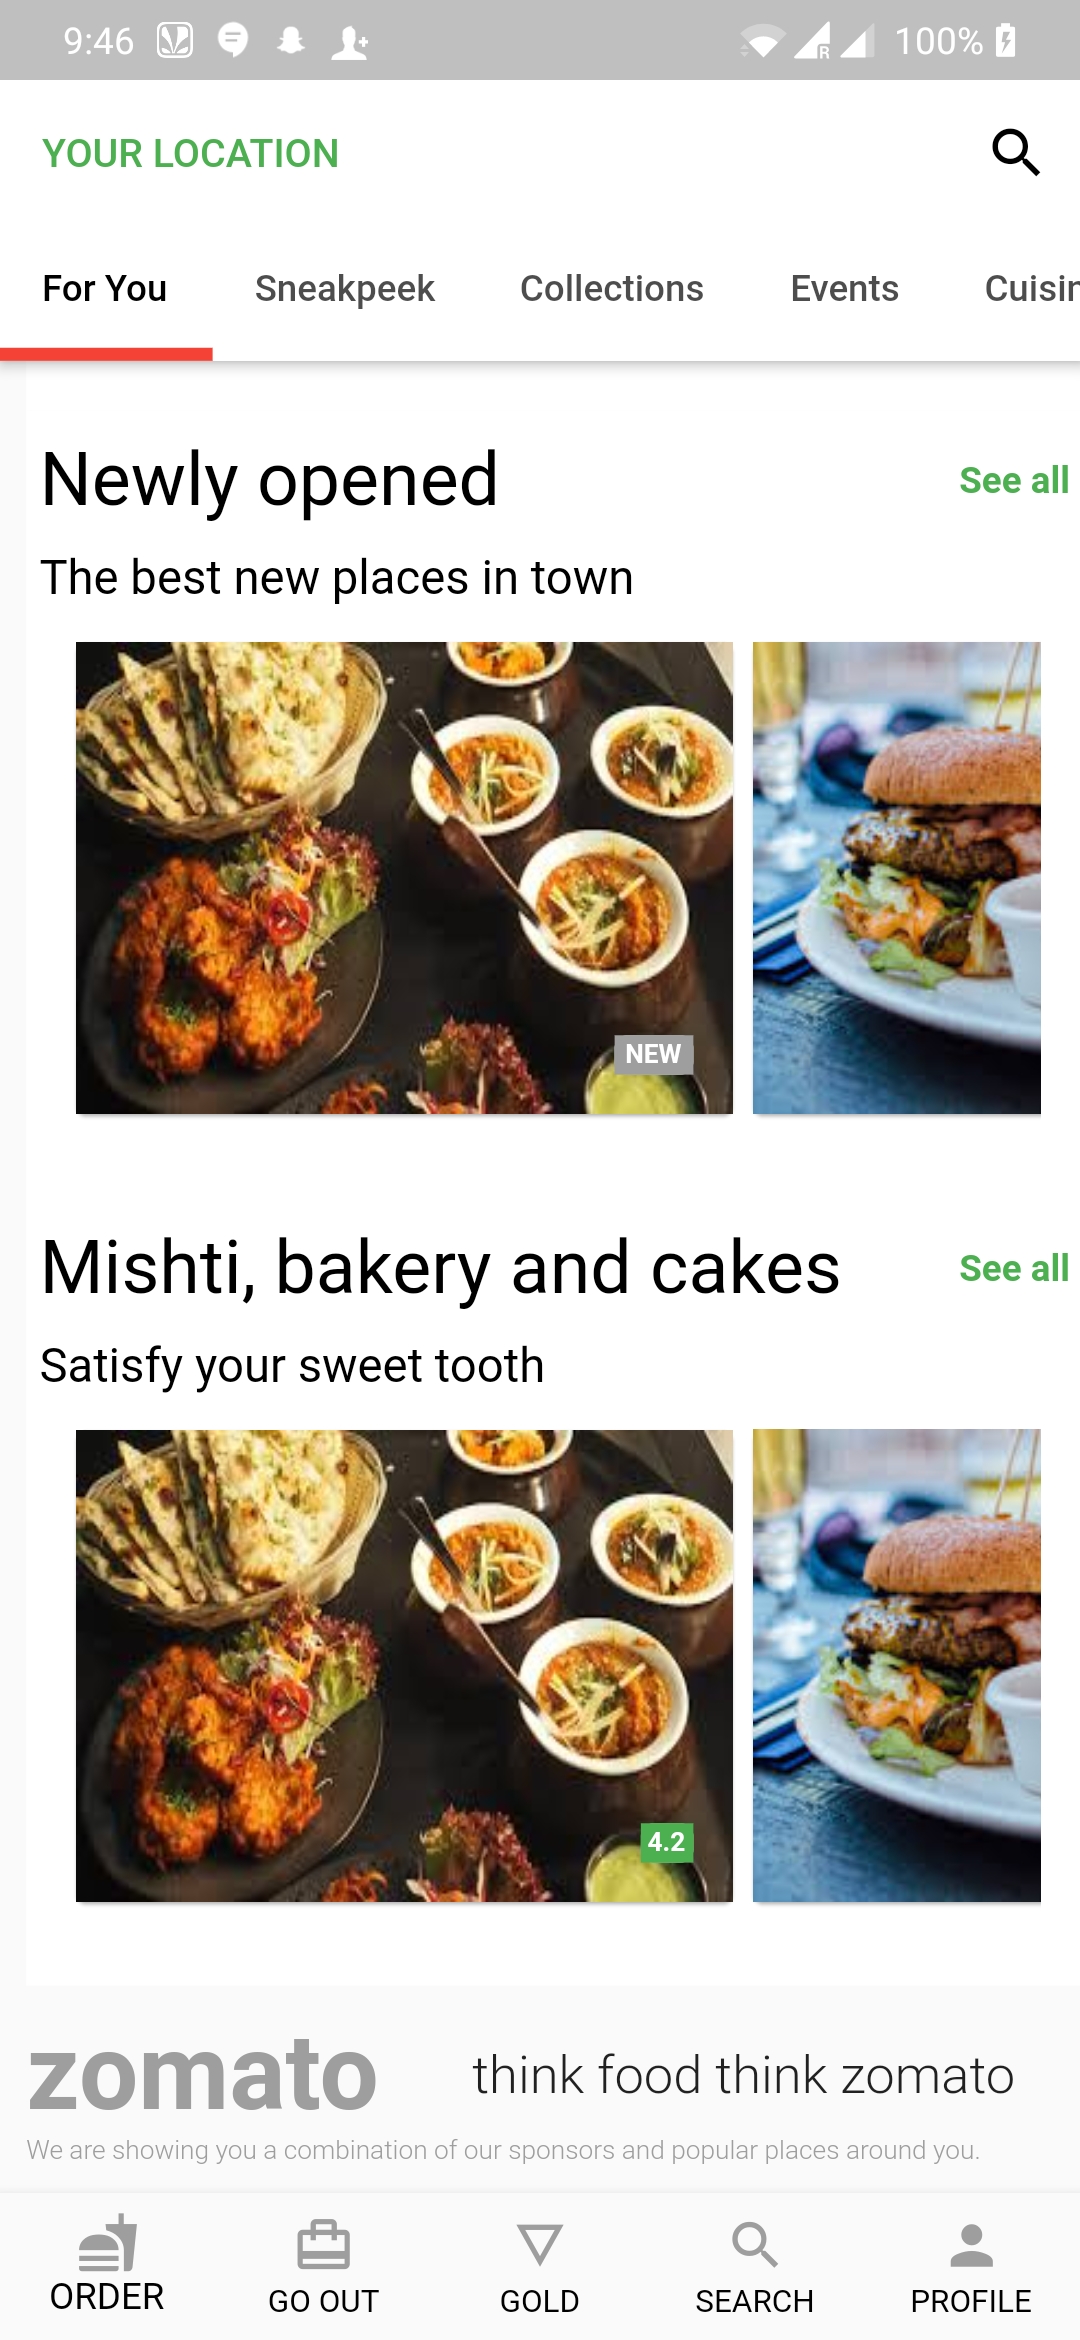 9:46 100%
YOUR LOCATION
For You Sneakpeek Collections Events Cuisin
Newly opened See all
The best new places in town
NEW
Mishti, bakery and cakes See all
Satisfy your sweet tooth
4.2
zomato think food think zomato
We are showing you a combination of our sponsors and popular places around you.
ORDER GO OUT GOLD SEARCH PROFILE